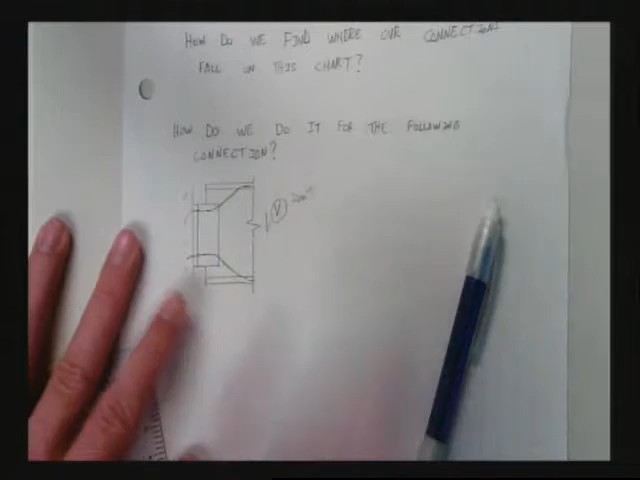 HOW DO WE FIND WHERE OUR CONNECTIONS
FALL IN THIS CHART?
HOW DO WE DO IT FOR THE FOLLOWING
CONNECTION?
V